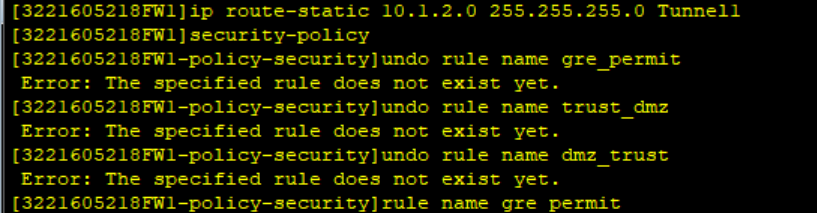 [3221605218FW1]ip route-static 10.1.2.0 255.255.255.0 Tunnel1
[3221605218FW1]security-policy
[3221605218FW1-policy-security]undo rule name gre_permit
Error: The specified rule does not exist yet.
[3221605218FW1-policy-security]undo rule name trust_dmz
Error: The specified rule does not exist yet.
[3221605218FW1-policy-security]undo rule name dmz_trust
Error: The specified rule does not exist yet.
[3221605218FW1-policy-security]rule name gre permit